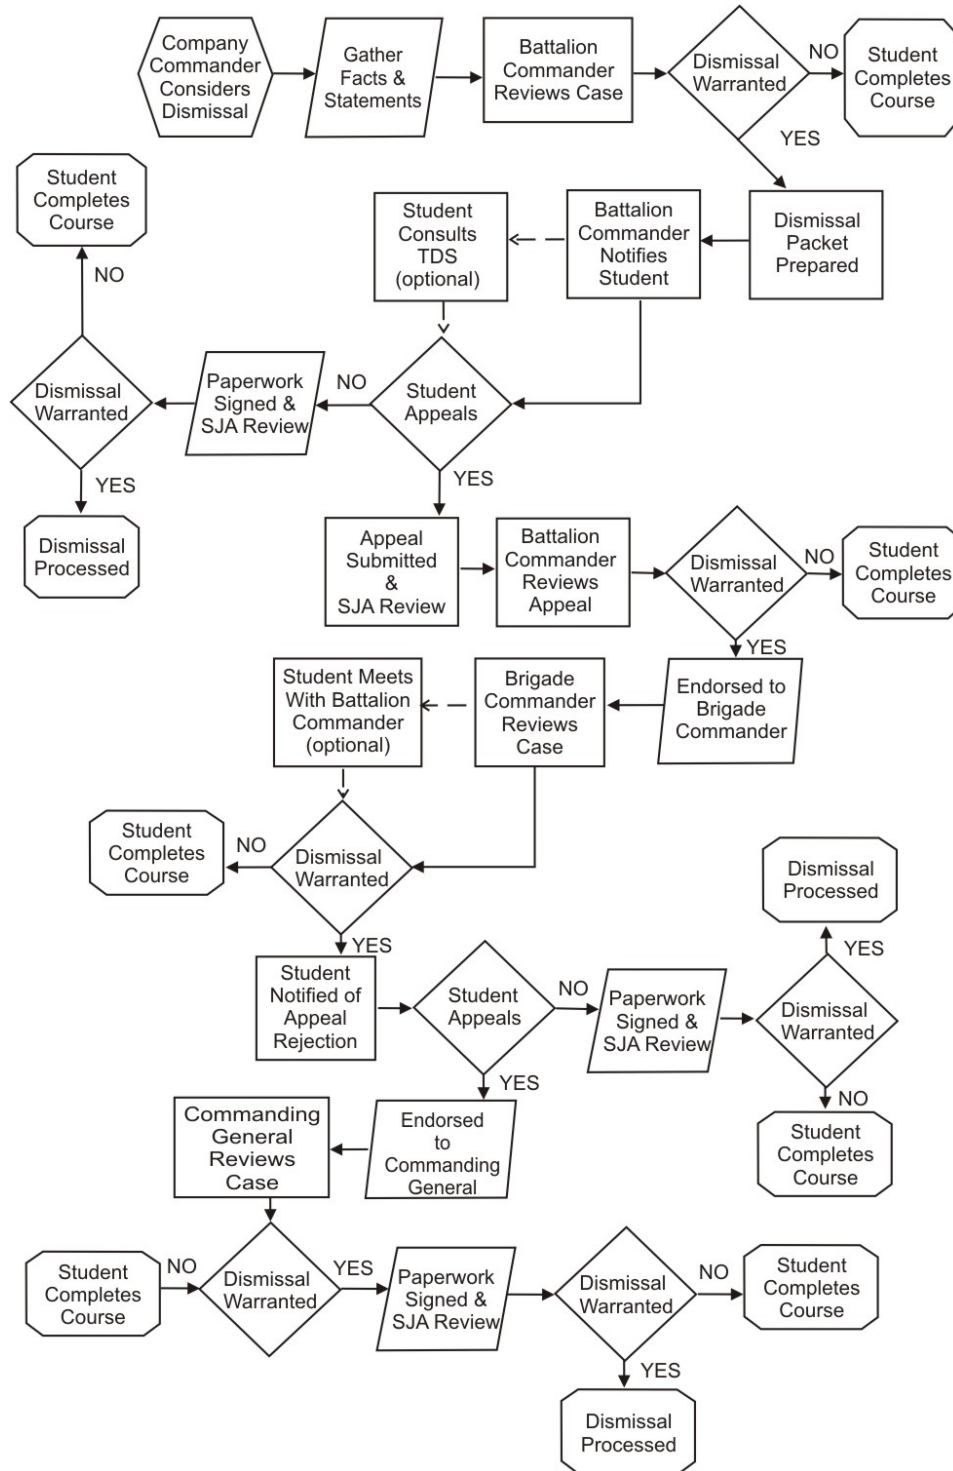 Company
Commander
Considers
Dismissal
Gather
Facts &
Statements
Battalion
Commander
Reviews Case
Dismissal
Warranted
NO
Student
Completes
Course
YES
Student
Completes
Course
NO
Student
Consults
TDS
(optional)
Battalion
Commander
Notifies
Student
Dismissal
Packet
Prepared
Dismissal
Warranted
Paperwork
Signed &
SJA Review
NO
Student
Appeals
YES
YES
Dismissal
Processed
Appeal
Submitted
&
SJA Review
Battalion
Commander
Reviews
Appeal
Dismissal
Warranted
NO
Student
Completes
Course
YES
Student Meets
With Battalion
Commander
(optional)
Brigade
Commander
Reviews
Case
Endorsed to
Brigade
Commander
Student
Completes
Course
NO
Dismissal
Warranted
YES
Dismissal
Processed
YES
Student
Notified of
Appeal
Rejection
Student
Appeals
NO
Paperwork
Signed &
SJA Review
Dismissal
Warranted
YES
NO
Commanding
General
Reviews
Case
Endorsed
to
Commanding
General
Student
Completes
Course
Student
Completes
Course
NO
Dismissal
Warranted
YES
Paperwork
Signed &
SJA Review
Dismissal
Warranted
NO
Student
Completes
Course
YES
Dismissal
Processed